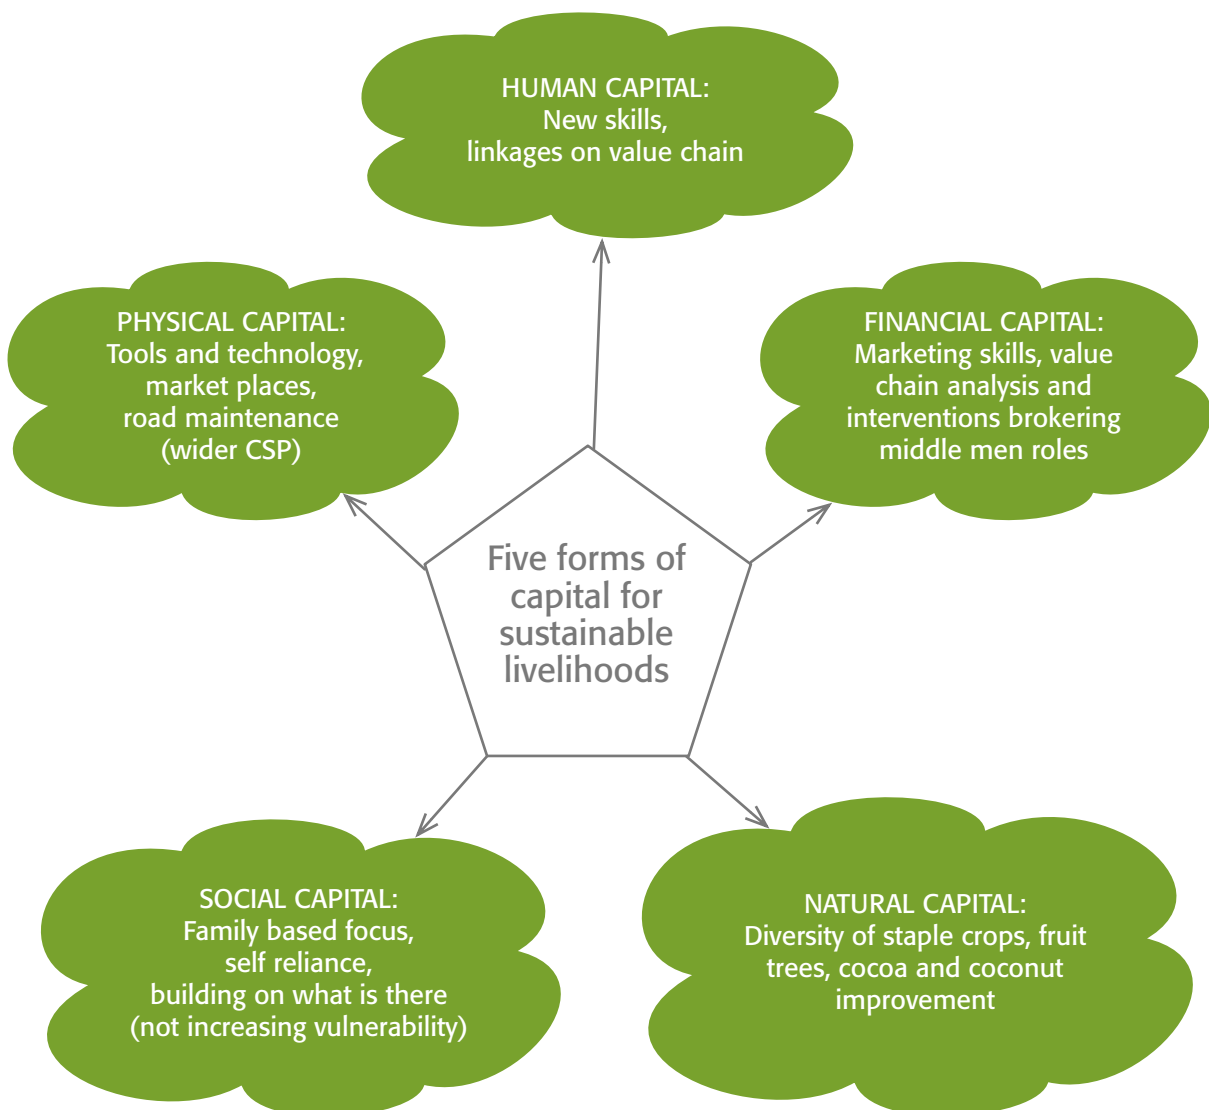 HUMAN CAPITAL:
New skills,
linkages on value chain
PHYSICAL CAPITAL:
Tools and technology,
market places,
road maintenance
(wider CSP)
FINANCIAL CAPITAL:
Marketing skills, value
chain analysis and
interventions brokering
middle men roles
Five forms of
capital for
sustainable
livelihoods
SOCIAL CAPITAL:
Family based focus,
self reliance,
building on what is there
(not increasing vulnerability)
NATURAL CAPITAL:
Diversity of staple crops, fruit
trees, cocoa and coconut
improvement